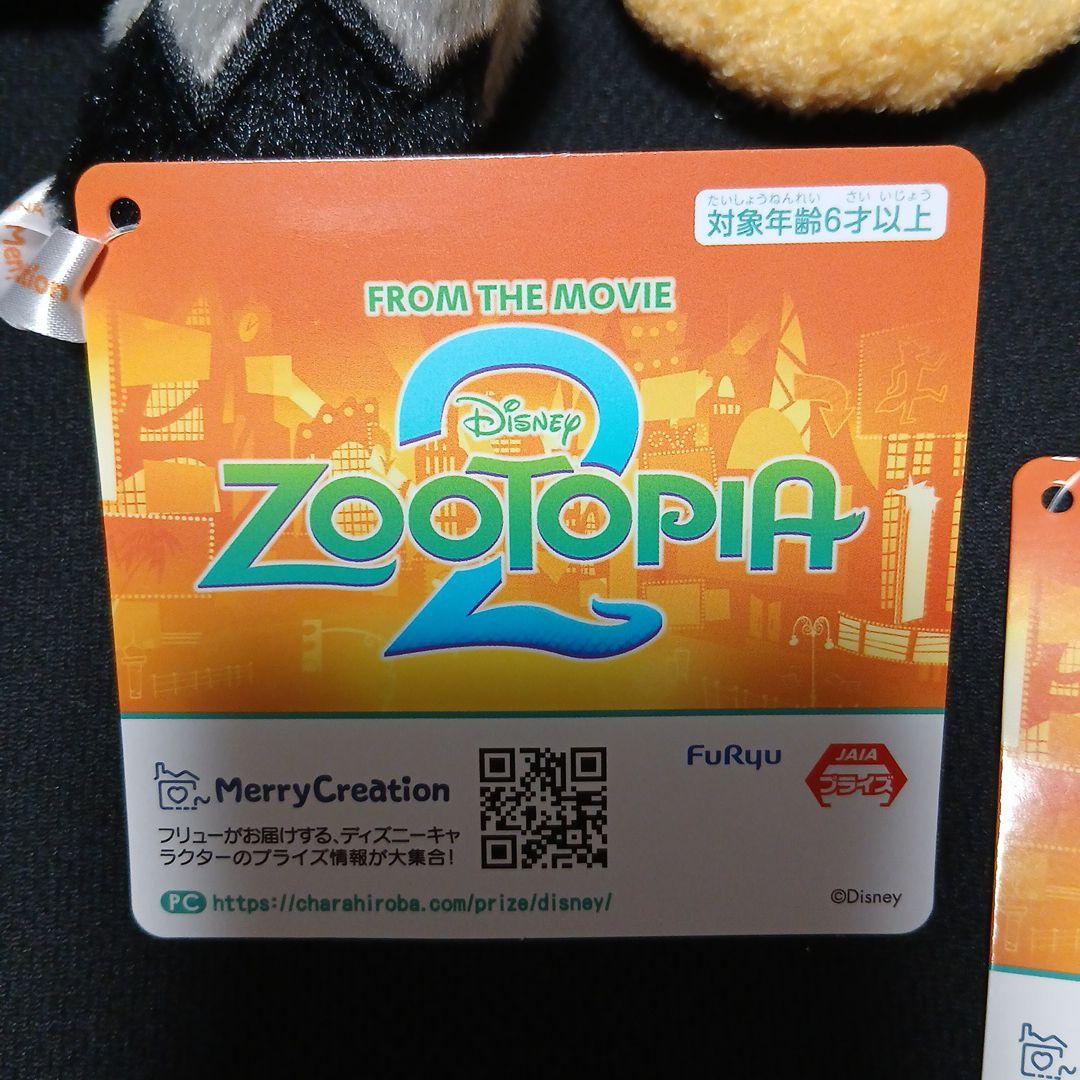 たいしょうねんれい さい いじょう
対象年齢6才以上
FROM THE MOVIE
2
Disney
ZOOTOPIA
MerryCreation
フリューがお届けする、ディズニーキャ
ラクターのプライズ情報が大集合!
PC https://charahiroba.com/prize/disney/
FuRyu
JAIA
プライズ
©Disney